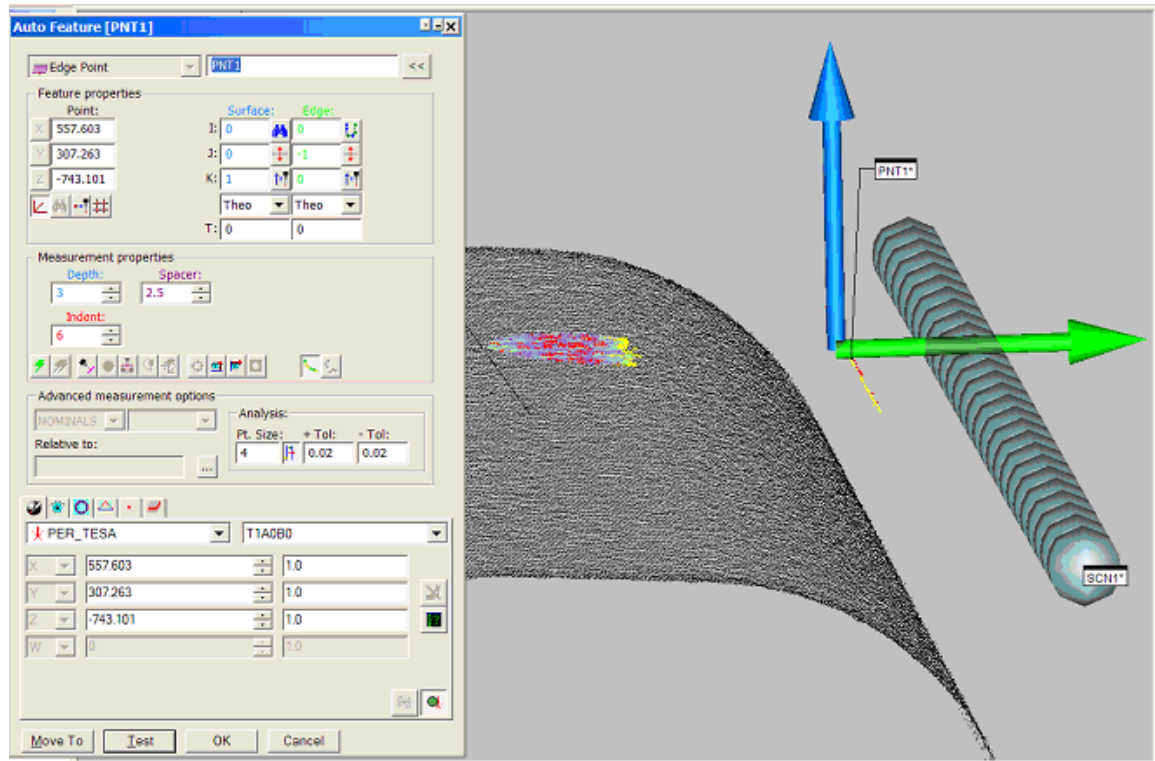 Auto Feature [PNT1]
Edge Point PNT1 <<
Feature properties
Point: Surface: Edge:
X 557.603 I: 0 0
Y 307.263 J: 0 -1
Z -743.101 K: 1 0
Theo Theo
T: 0 0
Measurement properties
Depth: Spacer:
3 2.5
Indent:
6
Advanced measurement options
NOMINALS
Analysis:
Pt. Size: + Tol: - Tol:
4 0.02 0.02
Relative to:
...
PER_TESA T1A0B0
X 557.603 1.0
Y 307.263 1.0
Z -743.101 1.0
W 0 1.0
Move To Test OK Cancel
PNT1*
SCN1*